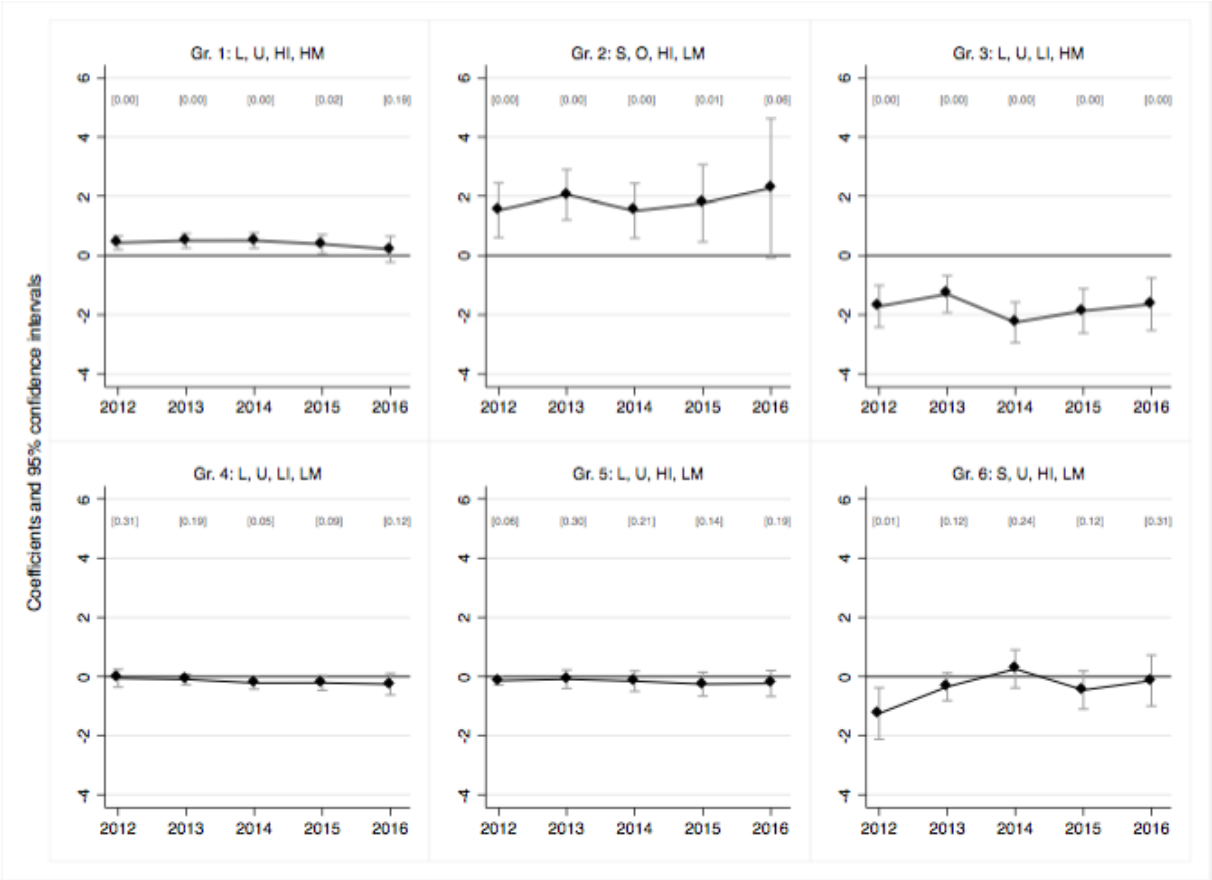 Coefficients and 95% confidence intervals
Gr. 1: L, U, HI, HM
6
[0.00] [0.00] [0.00] [0.02] [0.19]
4
2
0
-2
-4
2012 2013 2014 2015 2016
Gr. 2: S, O, HI, LM
6
[0.00] [0.00] [0.00] [0.01] [0.06]
4
2
0
-2
-4
2012 2013 2014 2015 2016
Gr. 3: L, U, LI, HM
6
[0.00] [0.00] [0.00] [0.00] [0.00]
4
2
0
-2
-4
2012 2013 2014 2015 2016
Gr. 4: L, U, LI, LM
6
[0.31] [0.19] [0.05] [0.09] [0.12]
4
2
0
-2
-4
2012 2013 2014 2015 2016
Gr. 5: L, U, HI, LM
6
[0.06] [0.30] [0.21] [0.14] [0.19]
4
2
0
-2
-4
2012 2013 2014 2015 2016
Gr. 6: S, U, HI, LM
6
[0.01] [0.12] [0.24] [0.12] [0.31]
4
2
0
-2
-4
2012 2013 2014 2015 2016